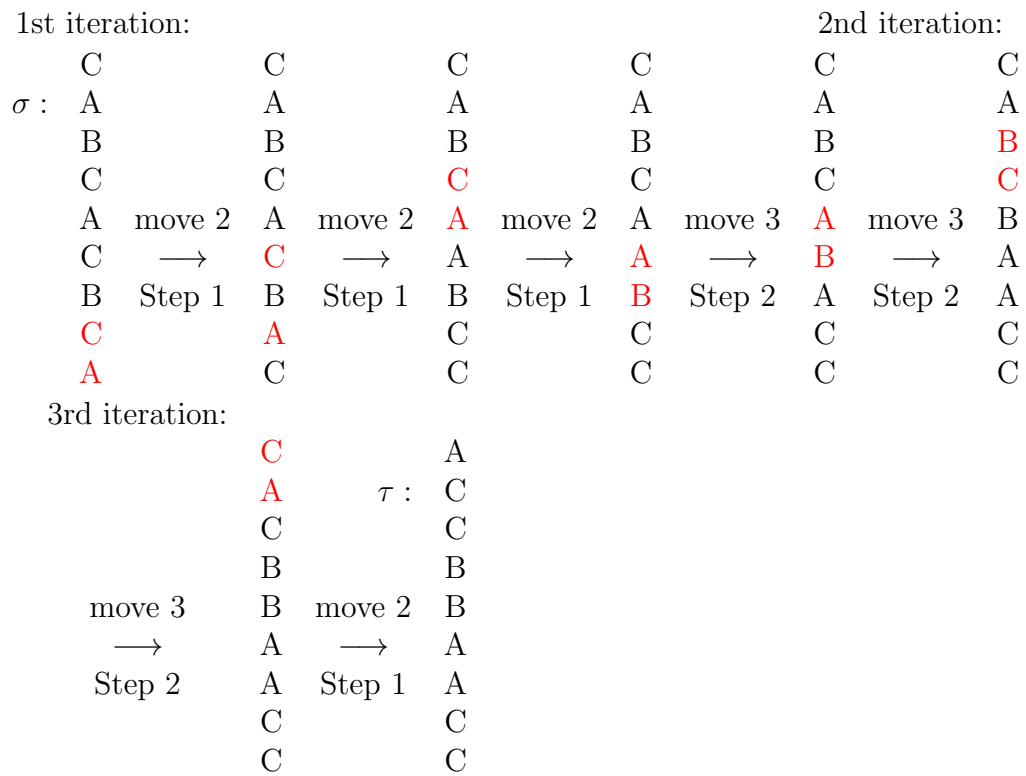 1st iteration: 2nd iteration:
C C C C C C
σ : A A A A A A
B B B B B B
C C C C C C
A move 2 A move 2 A move 2 A move 3 A move 3 B
C ⟶ C ⟶ A ⟶ A ⟶ B ⟶ A
B Step 1 B Step 1 B Step 1 B Step 2 A Step 2 A
C A C C C C
A C C C C C
3rd iteration:
C A
A τ : C
C C
B B
move 3 B move 2 B
⟶ A ⟶ A
Step 2 A Step 1 A
C C
C C